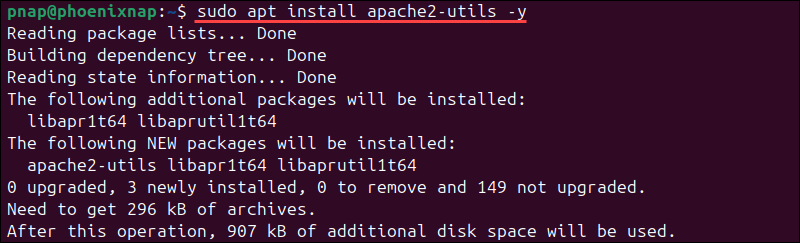 pnap@phoenixnap:~$ sudo apt install apache2-utils -y
Reading package lists... Done
Building dependency tree... Done
Reading state information... Done
The following additional packages will be installed:
  libapr1t64 libaprutil1t64
The following NEW packages will be installed:
  apache2-utils libapr1t64 libaprutil1t64
0 upgraded, 3 newly installed, 0 to remove and 149 not upgraded.
Need to get 296 kB of archives.
After this operation, 907 kB of additional disk space will be used.